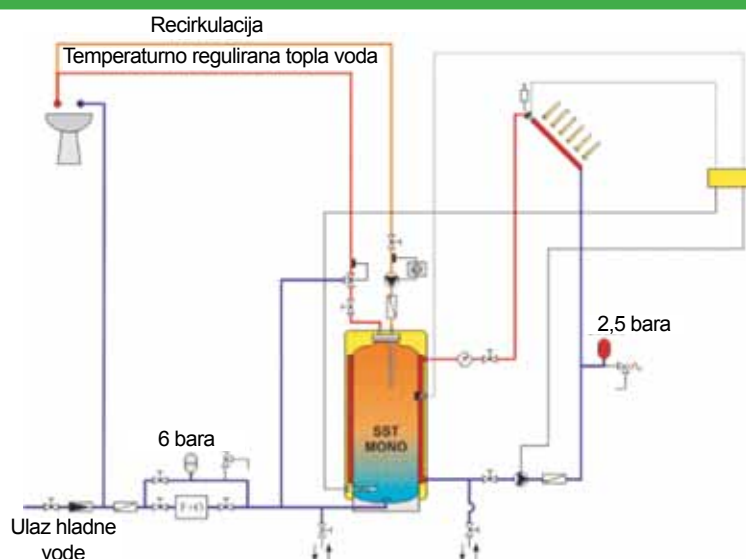 Recirkulacija
Temperaturno regulirana topla voda
2,5 bara
SST
MONO
6 bara
Ulaz hladne
vode